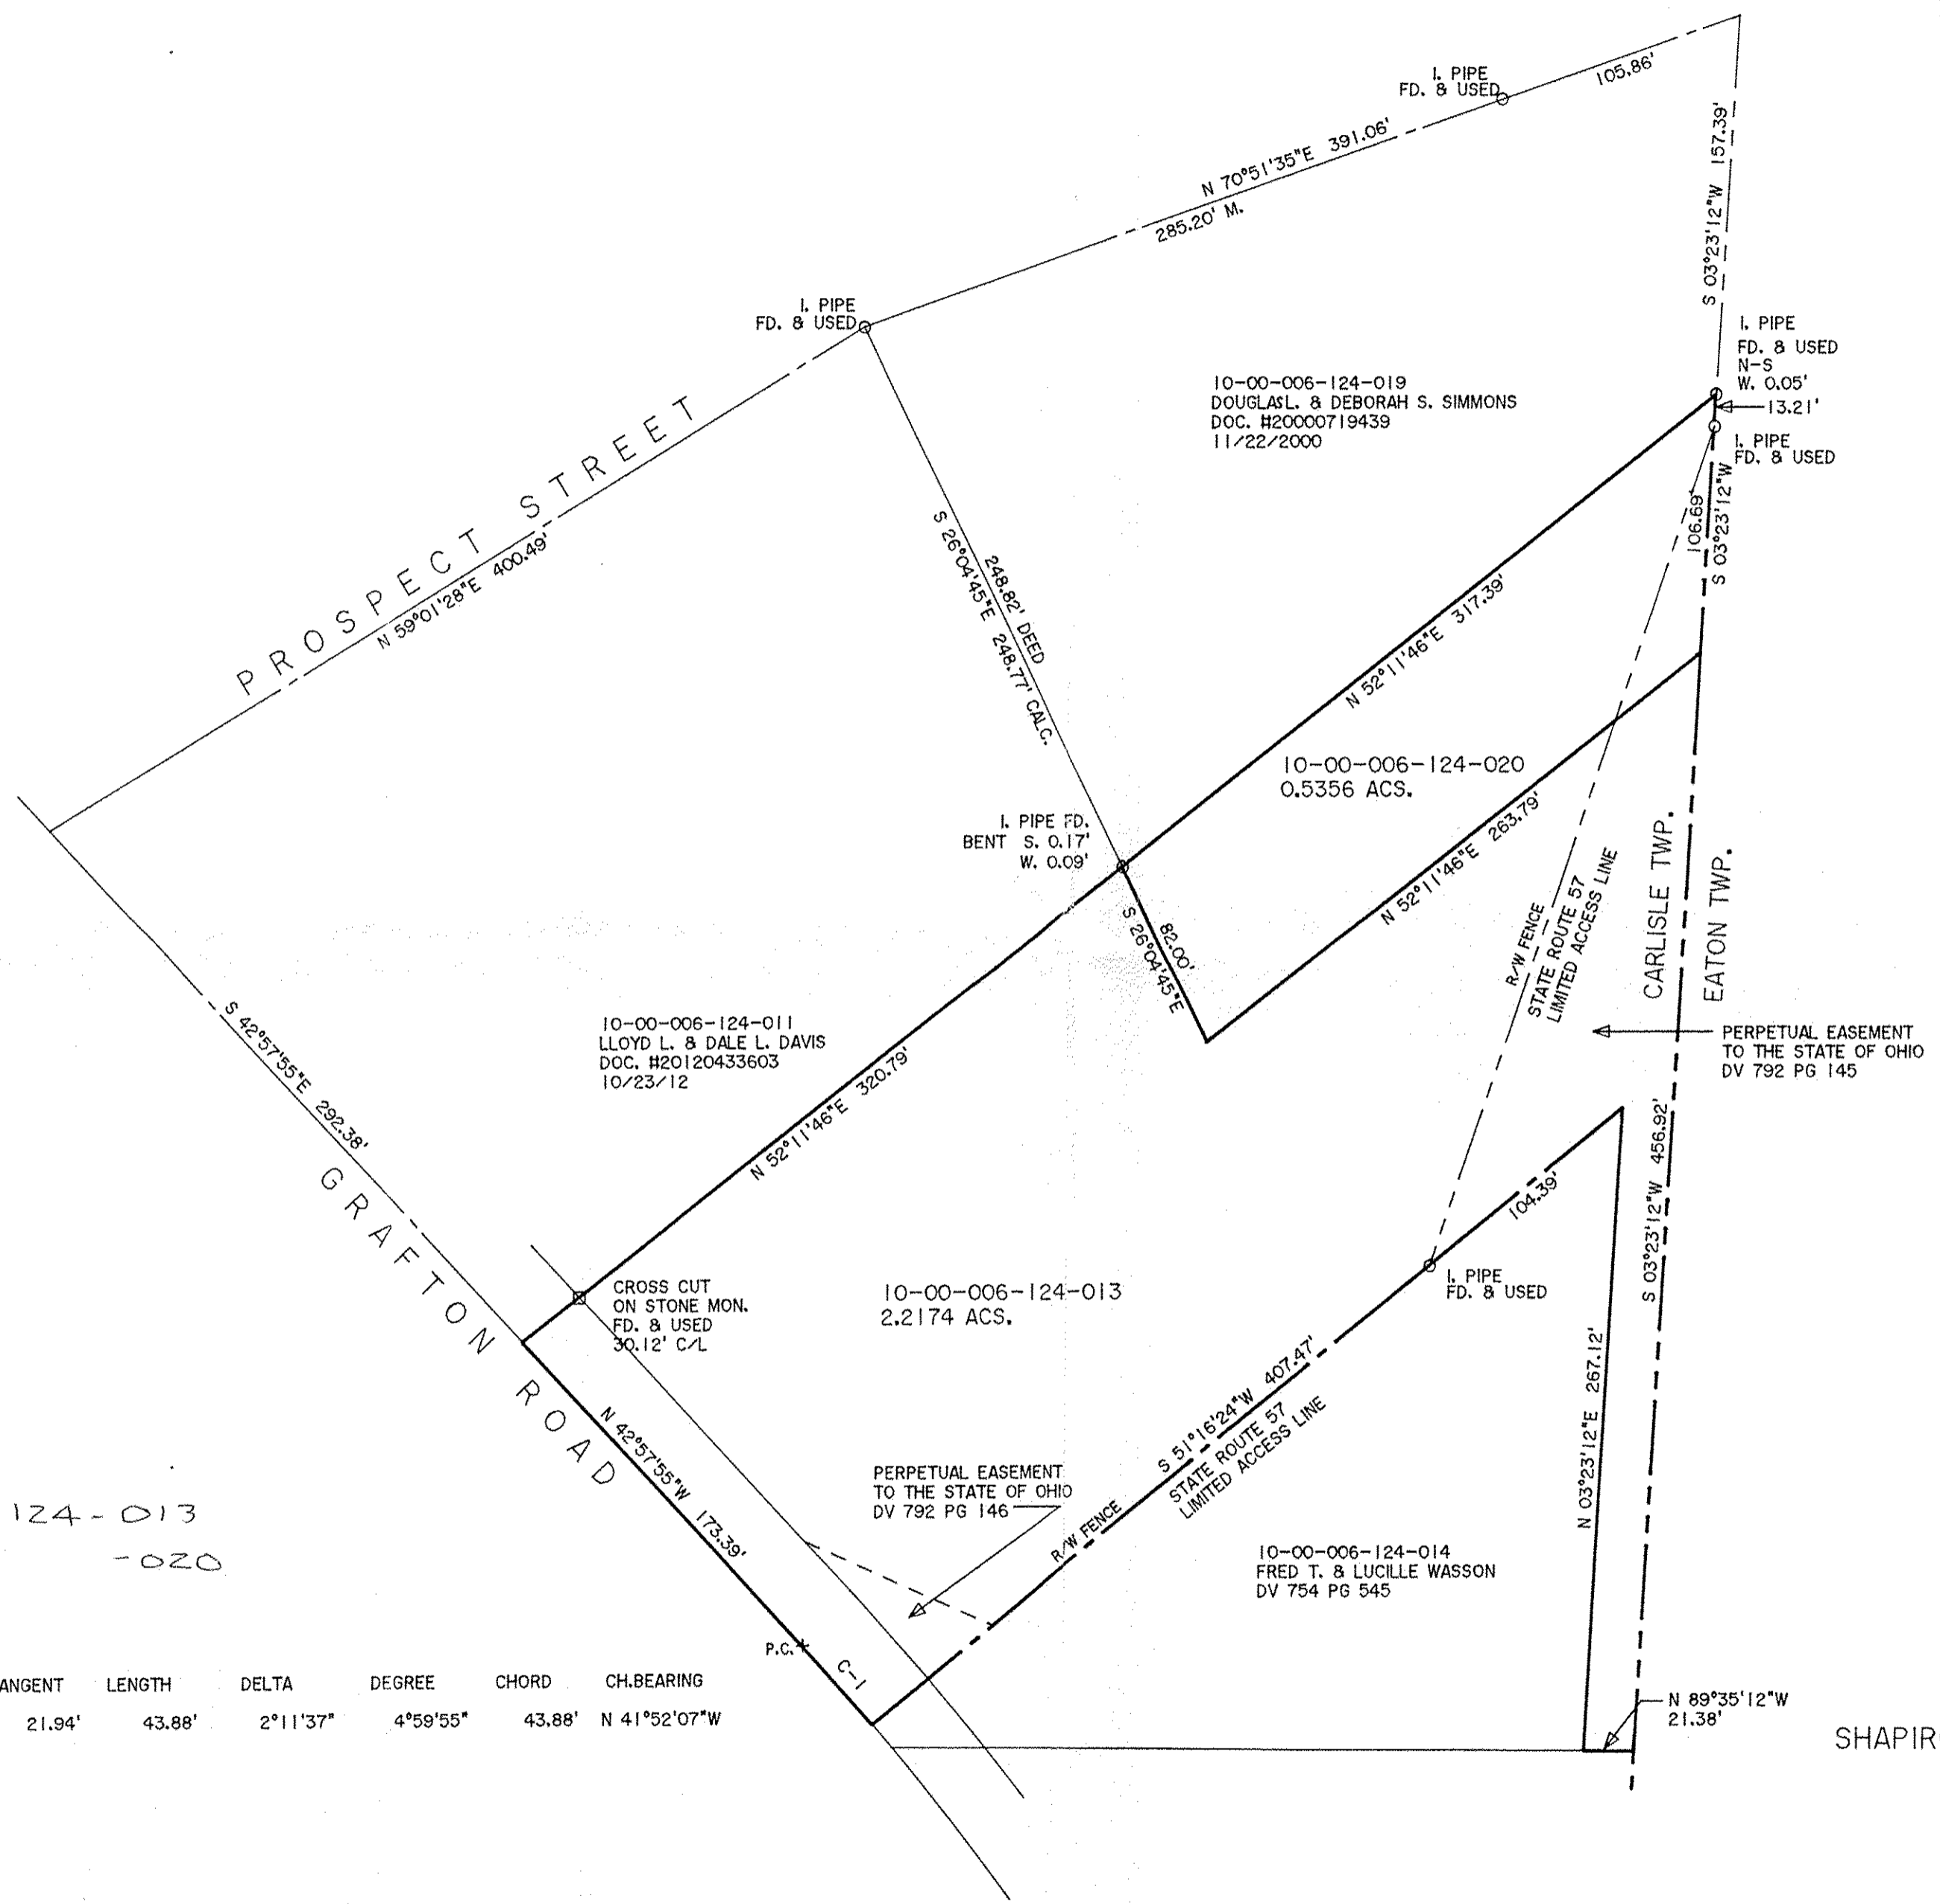 105.86'
I. PIPE
FD. & USED
N 70°51'35"E 391.06'
285.20' M.
S 03°23'12"W 157.39'
I. PIPE
FD. & USED
I. PIPE
FD. & USED
N-S
W. 0.05'
13.21'
I. PIPE
FD. & USED
10-00-006-124-019
DOUGLAS L. & DEBORAH S. SIMMONS
DOC. #20000719439
11/22/2000
PROSPECT STREET
N 59°01'28"E 400.49'
106.69'
S 03°23'12"W
248.82' DEED
S 26°04'45"E 248.77' CALC.
N 52°11'46"E 317.39'
10-00-006-124-020
0.5356 ACS.
I. PIPE FD.
BENT S. 0.17'
W. 0.09'
N 52°11'46"E 263.79'
82.00'
S 26°04'45"E
R/W FENCE
STATE ROUTE 57
LIMITED ACCESS LINE
CARLISLE TWP.
EATON TWP.
PERPETUAL EASEMENT
TO THE STATE OF OHIO
DV 792 PG 145
10-00-006-124-011
LLOYD L. & DALE L. DAVIS
DOC. #20120433603
10/23/12
S 42°57'55"E 292.38'
N 52°11'46"E 320.79'
GRAFTON ROAD
104.39'
S 03°23'12"W 456.92'
CROSS CUT
ON STONE MON.
FD. & USED
30.12' C/L
10-00-006-124-013
2.2174 ACS.
I. PIPE
FD. & USED
N 03°23'12"E 267.12'
S 51°16'24"W 407.47'
STATE ROUTE 57
LIMITED ACCESS LINE
R/W FENCE
N 42°57'55"W 173.39'
PERPETUAL EASEMENT
TO THE STATE OF OHIO
DV 792 PG 146
10-00-006-124-014
FRED T. & LUCILLE WASSON
DV 754 PG 545
124-013
-020
P.C.
C-1
ANGENT LENGTH DELTA DEGREE CHORD CH.BEARING
21.94' 43.88' 2°11'37" 4°59'55" 43.88' N 41°52'07"W
N 89°35'12"W
21.38'
SHAPIR